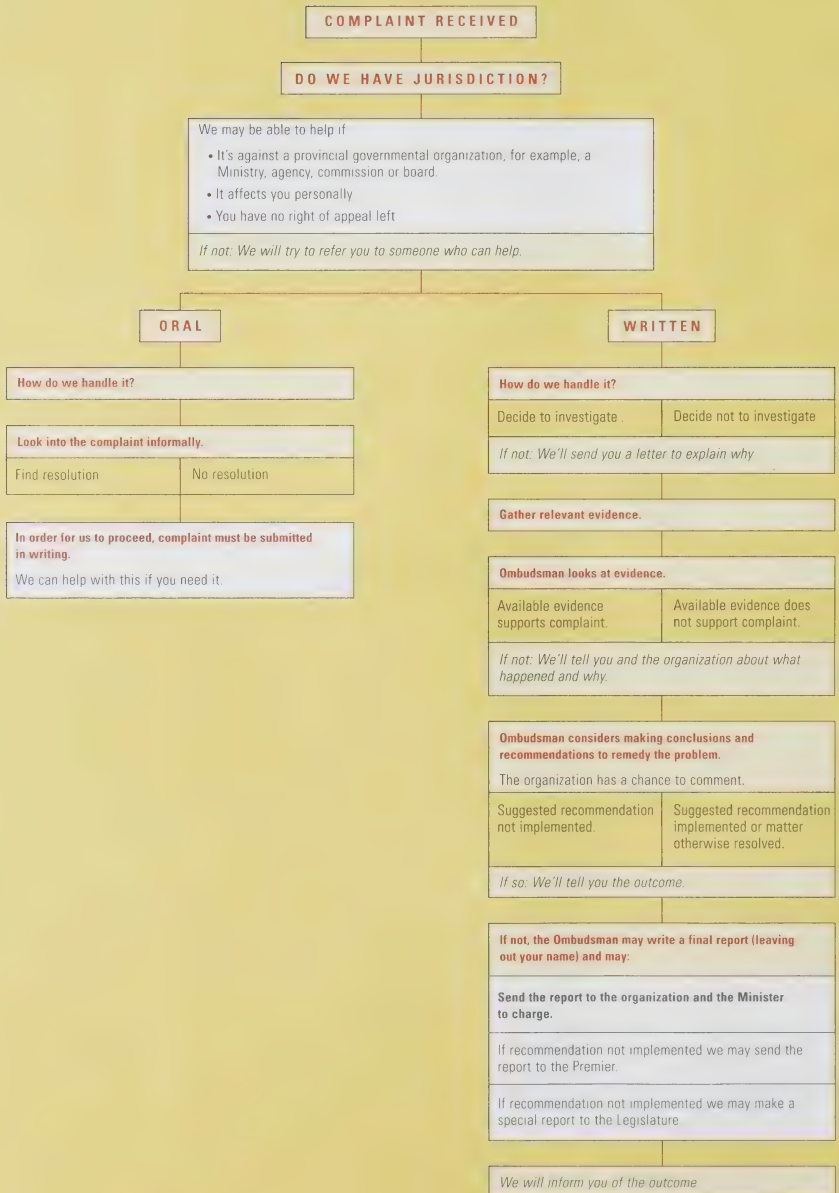 COMPLAINT RECEIVED
DO WE HAVE JURISDICTION?
We may be able to help if
• It's against a provincial governmental organization, for example, a
Ministry, agency, commission or board.
• It affects you personally
• You have no right of appeal left
If not: We will try to refer you to someone who can help.
ORAL
How do we handle it?
Look into the complaint informally.
Find resolution
No resolution
In order for us to proceed, complaint must be submitted
in writing.
We can help with this if you need it.
WRITTEN
How do we handle it?
Decide to investigate
Decide not to investigate
If not: We'll send you a letter to explain why
Gather relevant evidence.
Ombudsman looks at evidence.
Available evidence
supports complaint.
Available evidence does
not support complaint.
If not: We'll tell you and the organization about what
happened and why.
Ombudsman considers making conclusions and
recommendations to remedy the problem.
The organization has a chance to comment.
Suggested recommendation
not implemented.
Suggested recommendation
implemented or matter
otherwise resolved.
If so: We'll tell you the outcome.
If not, the Ombudsman may write a final report (leaving
out your name) and may:
Send the report to the organization and the Minister
to charge.
If recommendation not implemented we may send the
report to the Premier.
If recommendation not implemented we may make a
special report to the Legislature
We will inform you of the outcome